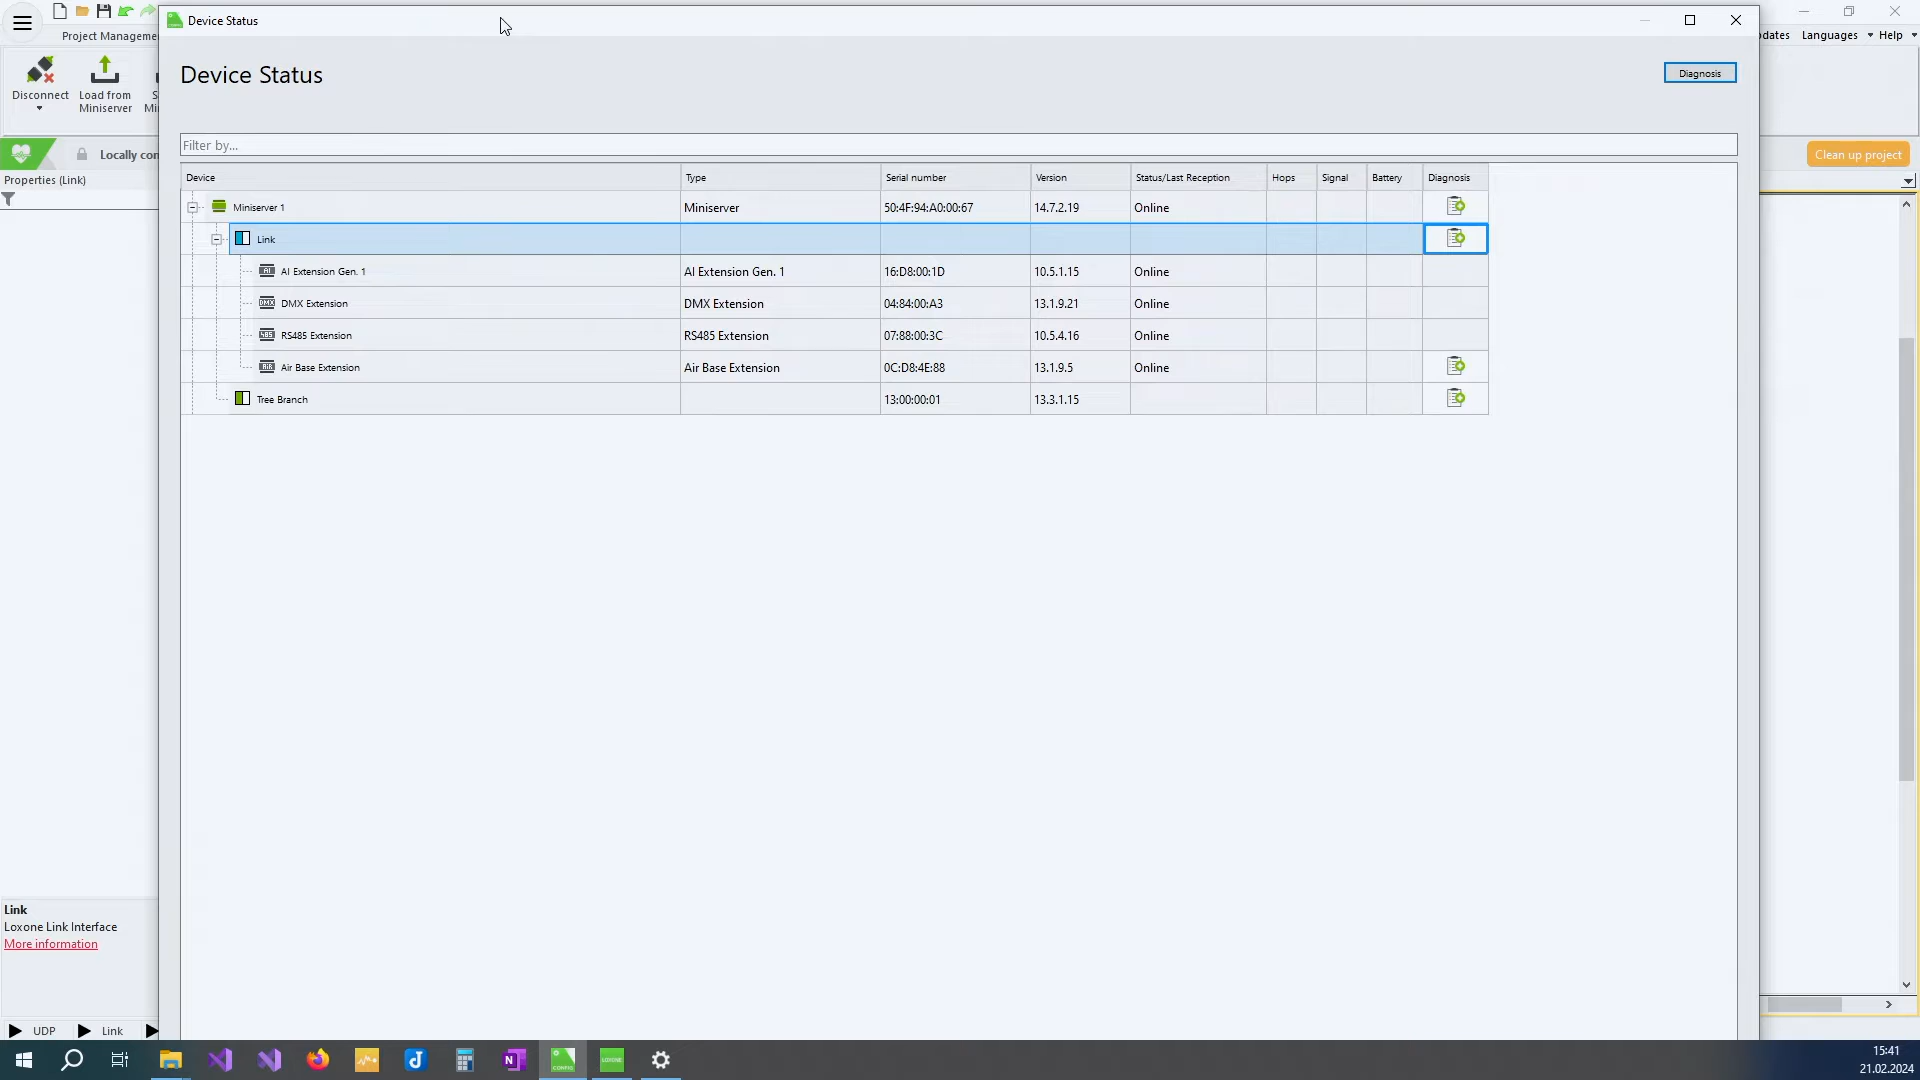 Device Status
Project Manageme
dates Languages Help
Device Status
Diagnosis
Disconnect
Load from
Miniserver
S
Mi
Filter by...
Locally con
Clean up project
Properties (Link)
Device Type Serial number Version Status/Last Reception Hops Signal Battery Diagnosis
Miniserver 1 Miniserver 50:4F:94:A0:00:67 14.7.2.19 Online
Link
AI Extension Gen. 1 AI Extension Gen. 1 16:D8:00:1D 10.5.1.15 Online
DMX Extension DMX Extension 04:84:00:A3 13.1.9.21 Online
RS485 Extension RS485 Extension 07:88:00:3C 10.5.4.16 Online
Air Base Extension Air Base Extension 0C:D8:4E:88 13.1.9.5 Online
Tree Branch 13:00:00:01 13.3.1.15
Link
Loxone Link Interface
More information
UDP Link
CONFIG
LOXONE
15:41
21.02.2024